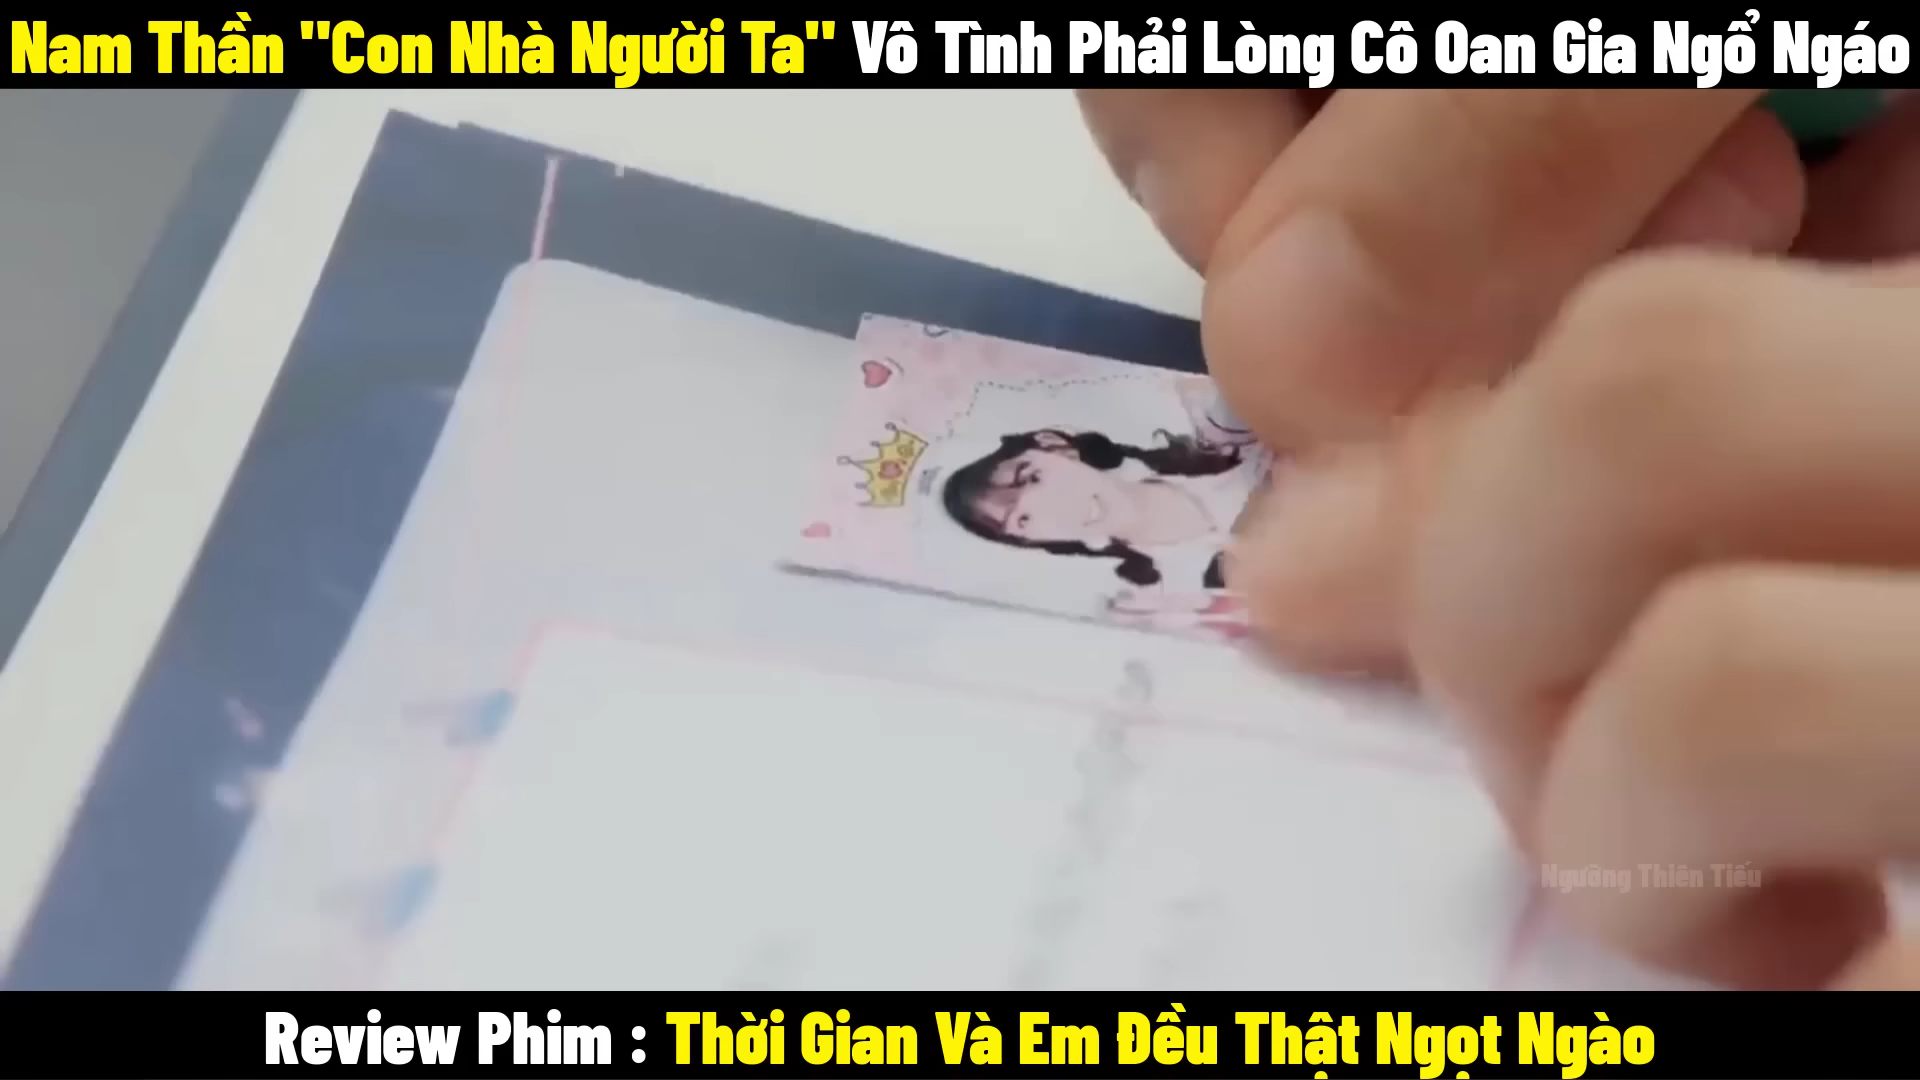 Nam Thần "Con Nhà Người Ta" Vô Tình Phải Lòng Cô Oan Gia Ngổ Ngáo
Ngưỡng Thiên Tiếu
Review Phim : Thời Gian Và Em Đều Thật Ngọt Ngào